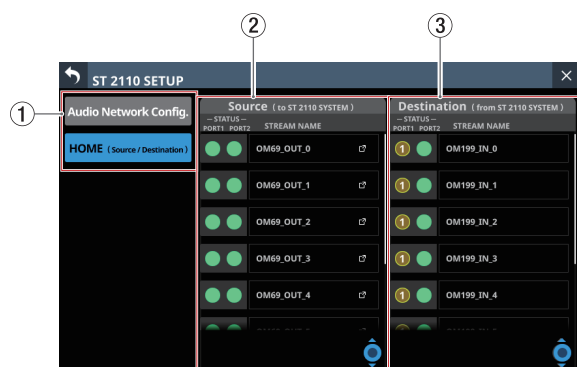 2
3
ST 2110 SETUP
1
Audio Network Config.
HOME ( Source / Destination )
Source ( to ST 2110 SYSTEM )
— STATUS —
PORT1 PORT2 STREAM NAME
OM69_OUT_0
OM69_OUT_1
OM69_OUT_2
OM69_OUT_3
OM69_OUT_4
Destination ( from ST 2110 SYSTEM )
— STATUS —
PORT1 PORT2 STREAM NAME
1 OM199_IN_0
1 OM199_IN_1
1 OM199_IN_2
1 OM199_IN_3
1 OM199_IN_4